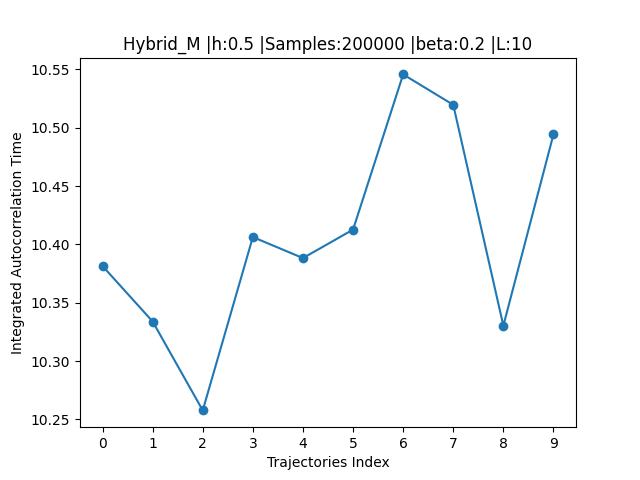 Hybrid_M |h:0.5 |Samples:200000 |beta:0.2 |L:10
Integrated Autocorrelation Time
10.55
10.50
10.45
10.40
10.35
10.30
10.25
0 1 2 3 4 5 6 7 8 9
Trajectories Index